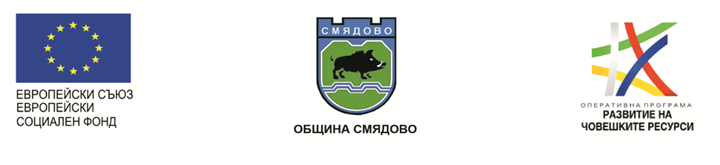 ЕВРОПЕЙСКИ СЪЮЗ
ЕВРОПЕЙСКИ
СОЦИАЛЕН ФОНД
СМЯДОВО
ОБЩИНА СМЯДОВО
ОПЕРАТИВНА ПРОГРАМА
РАЗВИТИЕ НА
ЧОВЕШКИТЕ РЕСУРСИ